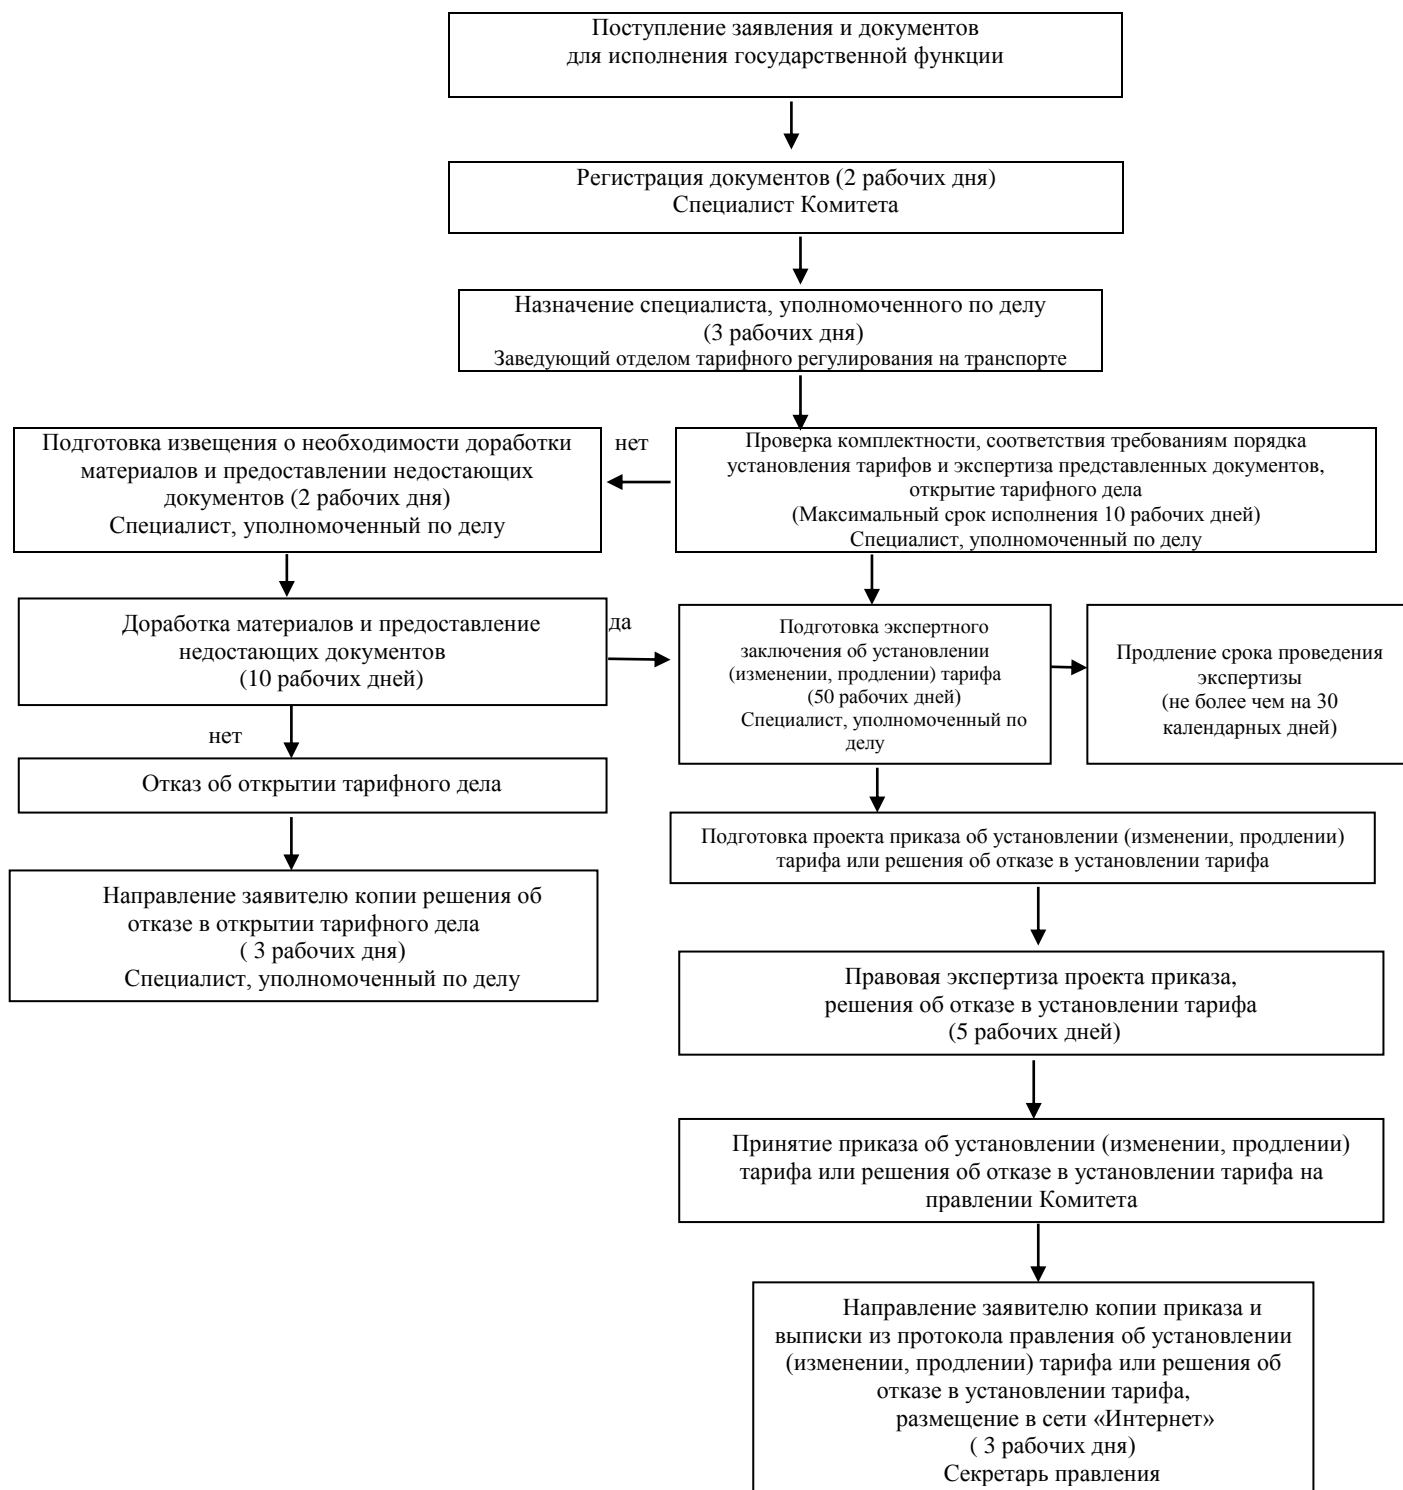 Поступление заявления и документов
для исполнения государственной функции
Регистрация документов (2 рабочих дня)
Специалист Комитета
Назначение специалиста, уполномоченного по делу
(3 рабочих дня)
Заведующий отделом тарифного регулирования на транспорте
Подготовка извещения о необходимости доработки
материалов и предоставлении недостающих
документов (2 рабочих дня)
Специалист, уполномоченный по делу
нет
Проверка комплектности, соответствия требованиям порядка
установления тарифов и экспертиза представленных документов,
открытие тарифного дела
(Максимальный срок исполнения 10 рабочих дней)
Специалист, уполномоченный по делу
Доработка материалов и предоставление
недостающих документов
(10 рабочих дней)
да
Подготовка экспертного
заключения об установлении
(изменении, продлении) тарифа
(50 рабочих дней)
Специалист, уполномоченный по
делу
Продление срока проведения
экспертизы
(не более чем на 30
календарных дней)
нет
Отказ об открытии тарифного дела
Подготовка проекта приказа об установлении (изменении, продлении)
тарифа или решения об отказе в установлении тарифа
Направление заявителю копии решения об
отказе в открытии тарифного дела
( 3 рабочих дня)
Специалист, уполномоченный по делу
Правовая экспертиза проекта приказа,
решения об отказе в установлении тарифа
(5 рабочих дней)
Принятие приказа об установлении (изменении, продлении)
тарифа или решения об отказе в установлении тарифа на
правлении Комитета
Направление заявителю копии приказа и
выписки из протокола правления об установлении
(изменении, продлении) тарифа или решения об
отказе в установлении тарифа,
размещение в сети «Интернет»
( 3 рабочих дня)
Секретарь правления